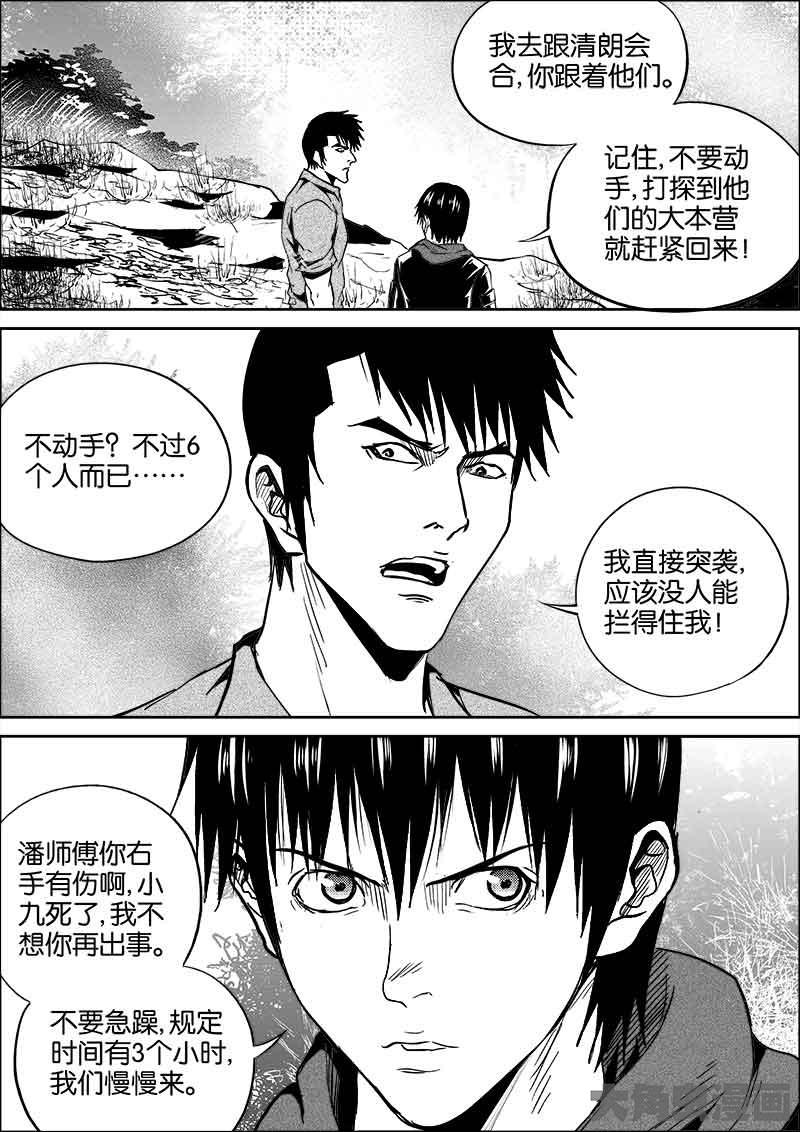 我去跟清朗会
合,你跟着他们。
记住,不要动
手,打探到他
们的大本营
就赶紧回来！
不动手？不过6
个人而已……
我直接突袭,
应该没人能
拦得住我！
潘师傅你右
手有伤啊,小
九死了,我不
想你再出事。
不要急躁,规定
时间有3个小时,
我们慢慢来。